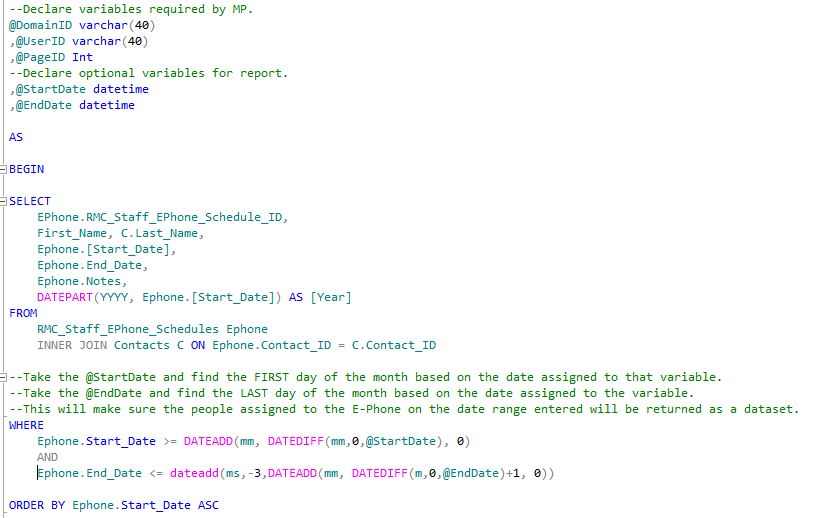 --Declare variables required by MP.
@DomainID varchar(40)
,@UserID varchar(40)
,@PageID Int
--Declare optional variables for report.
,@StartDate datetime
,@EndDate datetime
AS
BEGIN
SELECT
EPhone.RMC_Staff_EPhone_Schedule_ID,
First_Name, C.Last_Name,
Ephone.[Start_Date],
Ephone.End_Date,
Ephone.Notes,
DATEPART(YYYY, Ephone.[Start_Date]) AS [Year]
FROM
RMC_Staff_EPhone_Schedules Ephone
INNER JOIN Contacts C ON Ephone.Contact_ID = C.Contact_ID
--Take the @StartDate and find the FIRST day of the month based on the date assigned to that variable.
--Take the @EndDate and find the LAST day of the month based on the date assigned to the variable.
--This will make sure the people assigned to the E-Phone on the date range entered will be returned as a dataset.
WHERE
Ephone.Start_Date >= DATEADD(mm, DATEDIFF(mm,0,@StartDate), 0)
AND
Ephone.End_Date <= dateadd(ms,-3,DATEADD(mm, DATEDIFF(m,0,@EndDate)+1, 0))
ORDER BY Ephone.Start_Date ASC